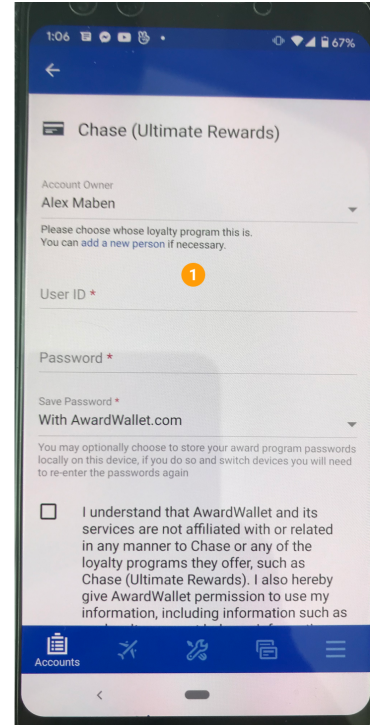 1:06
67%
Chase (Ultimate Rewards)
Account Owner
Alex Maben
Please choose whose loyalty program this is.
You can add a new person if necessary.
1
User ID *
Password *
Save Password *
With AwardWallet.com
You may optionally choose to store your award program passwords
locally on this device, if you do so and switch devices you will need
to re-enter the passwords again
I understand that AwardWallet and its
services are not affiliated with or related
in any manner to Chase or any of the
loyalty programs they offer, such as
Chase (Ultimate Rewards). I also hereby
give AwardWallet permission to use my
information, including information such as
Accounts